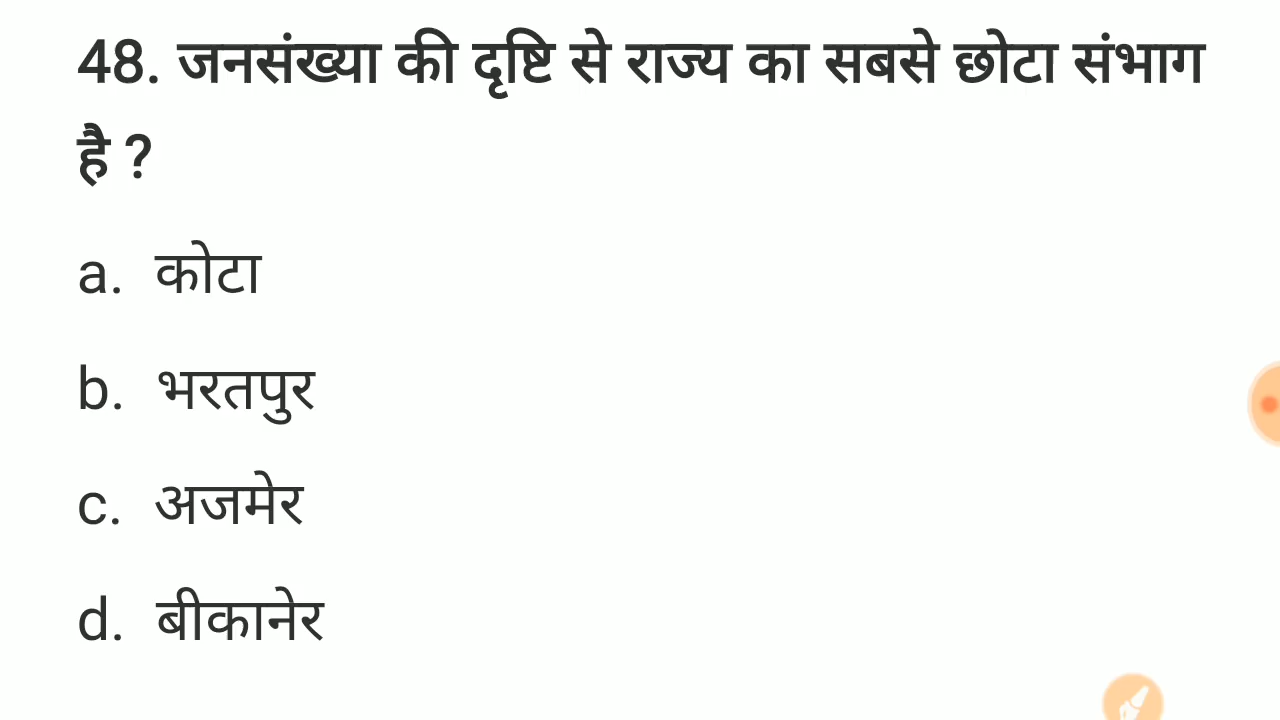 48. जनसंख्या की दृष्टि से राज्य का सबसे छोटा संभाग
है ?
a. कोटा
b. भरतपुर
c. अजमेर
d. बीकानेर